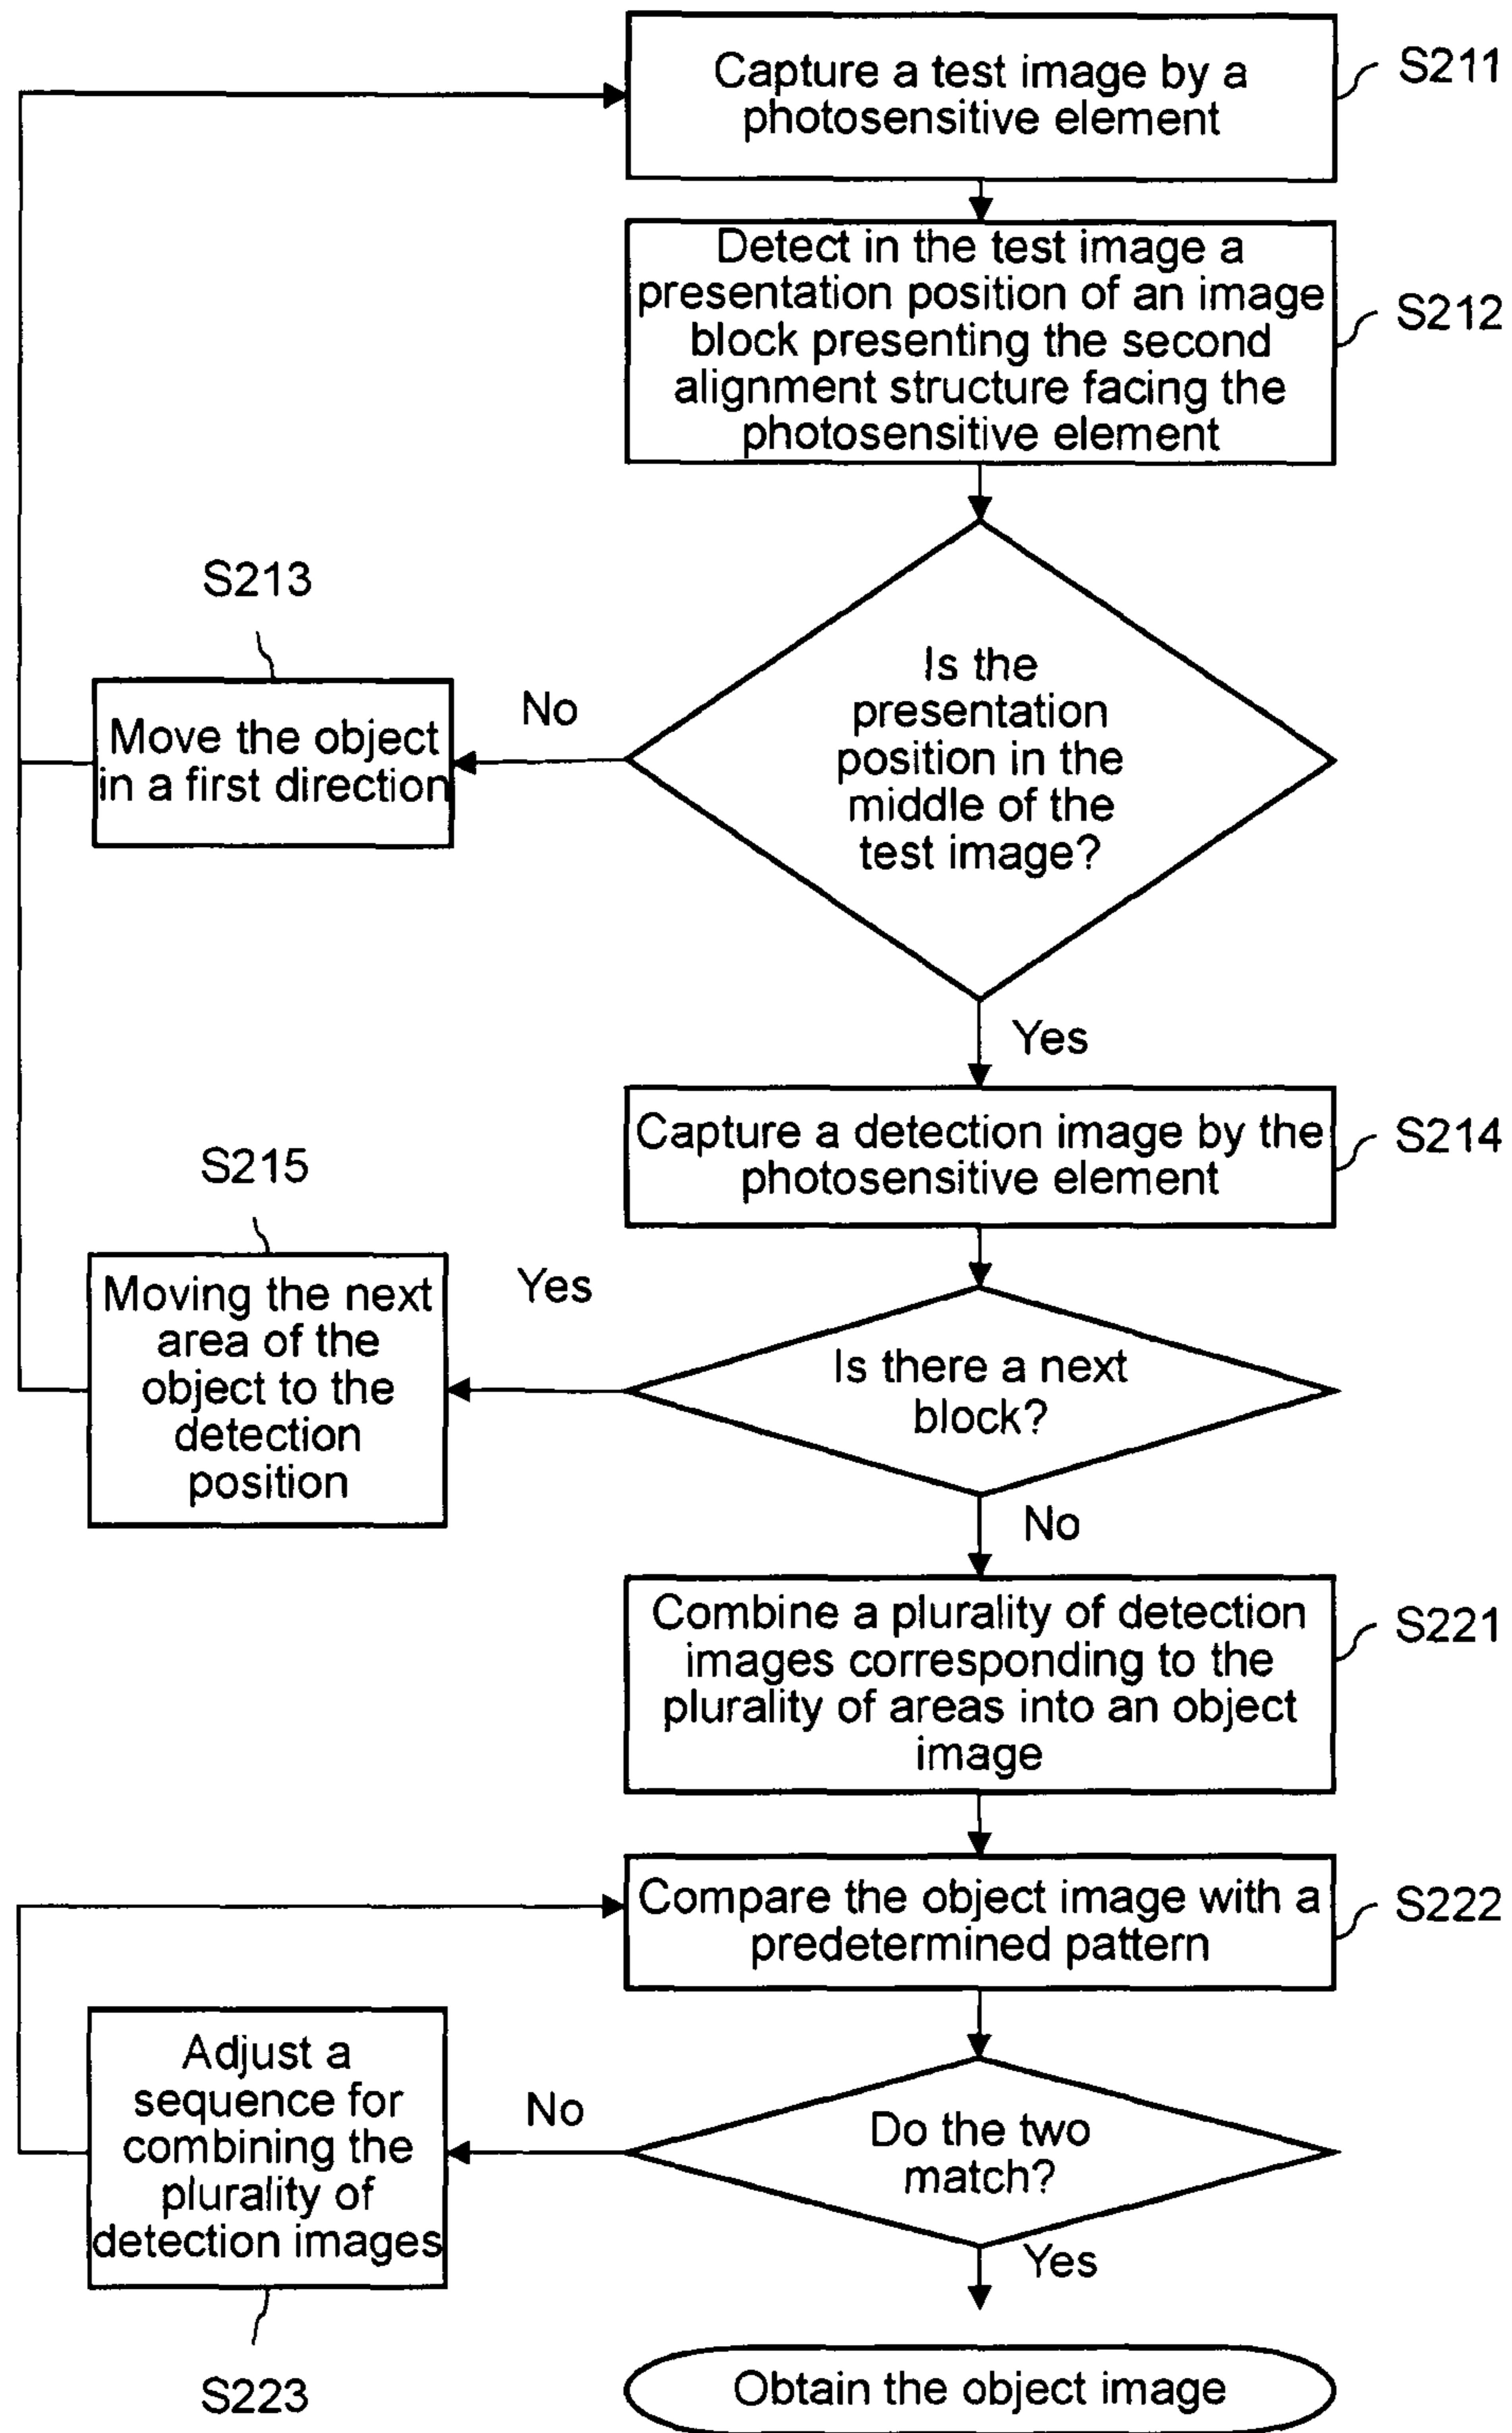 Capture a test image by a
photosensitive element
S211
Detect in the test image a
presentation position of an image
block presenting the second
alignment structure facing the
photosensitive element
S212
Is the
presentation
position in the
middle of the
test image?
No
S213
Move the object
in a first direction
Yes
Capture a detection image by the
photosensitive element
S214
Is there a next
block?
Yes
S215
Moving the next
area of the
object to the
detection
position
No
Combine a plurality of detection
images corresponding to the
plurality of areas into an object
image
S221
Compare the object image with a
predetermined pattern
S222
Do the two
match?
No
Adjust a
sequence for
combining the
plurality of
detection images
S223
Yes
Obtain the object image